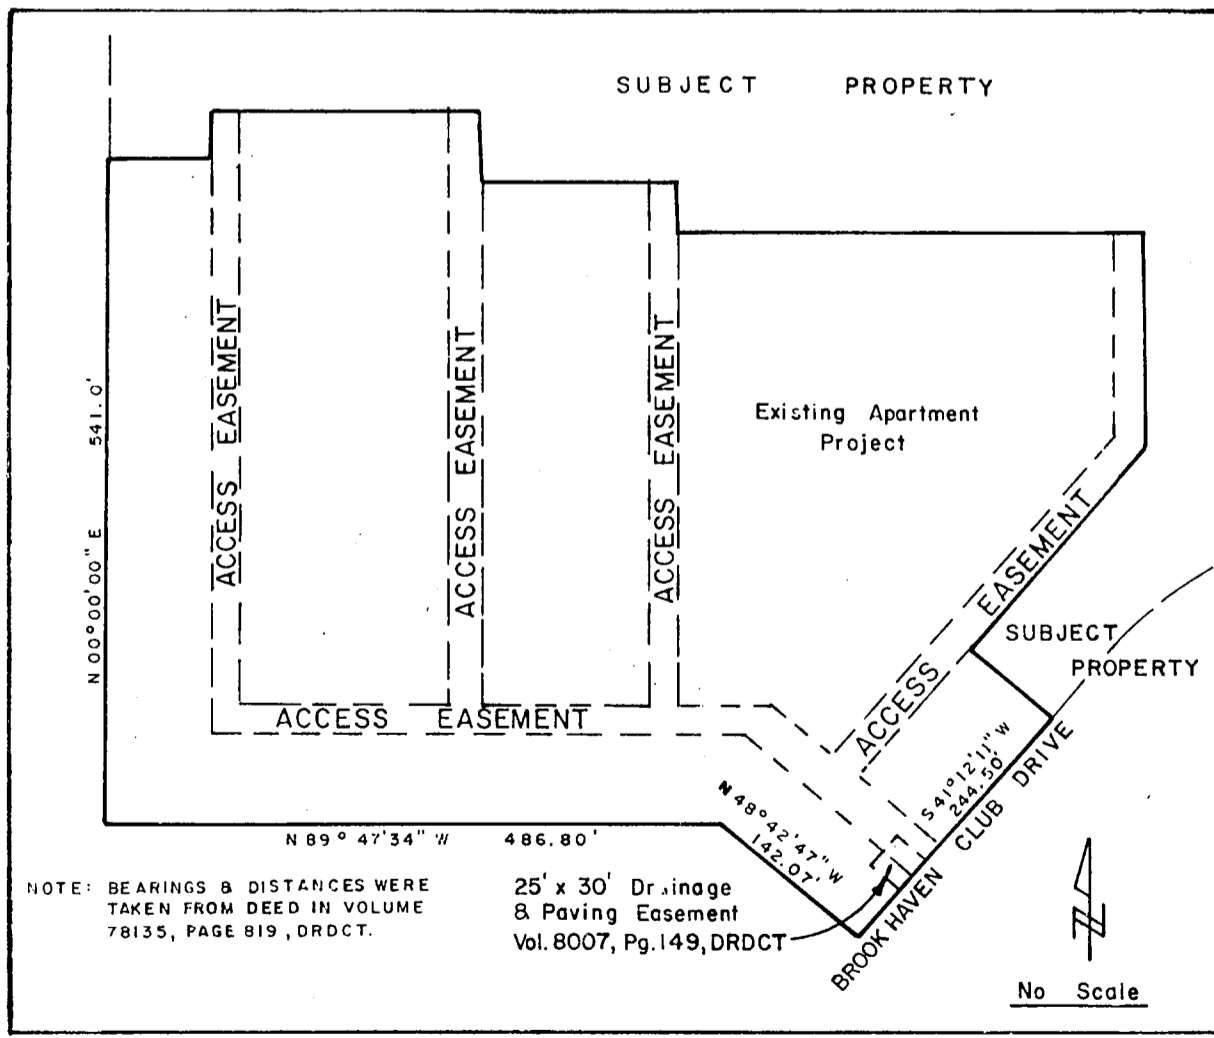 SUBJECT PROPERTY
ACCESS EASEMENT
ACCESS EASEMENT
ACCESS EASEMENT
Existing Apartment
Project
N 00°00'00" E 541.0'
ACCESS EASEMENT
ACCESS EASEMENT
SUBJECT
PROPERTY
S 41°12'11" W
244.50'
N 48°42'47" W
142.07'
BROOKHAVEN CLUB DRIVE
N 89° 47'34" W 486.80'
NOTE: BEARINGS & DISTANCES WERE
TAKEN FROM DEED IN VOLUME
78135, PAGE 819, DRDCT.
25' x 30' Drainage
& Paving Easement
Vol. 8007, Pg. 149, DRDCT
N
No Scale